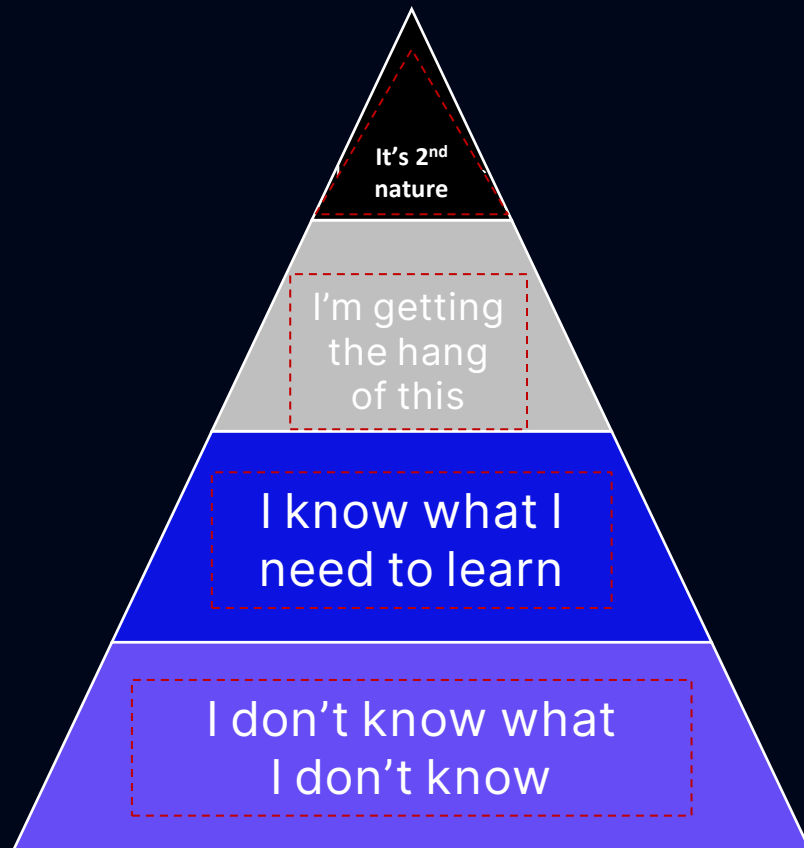 It's 2nd
nature
I'm getting
the hang
of this
I know what I
need to learn
I don't know what
I don't know